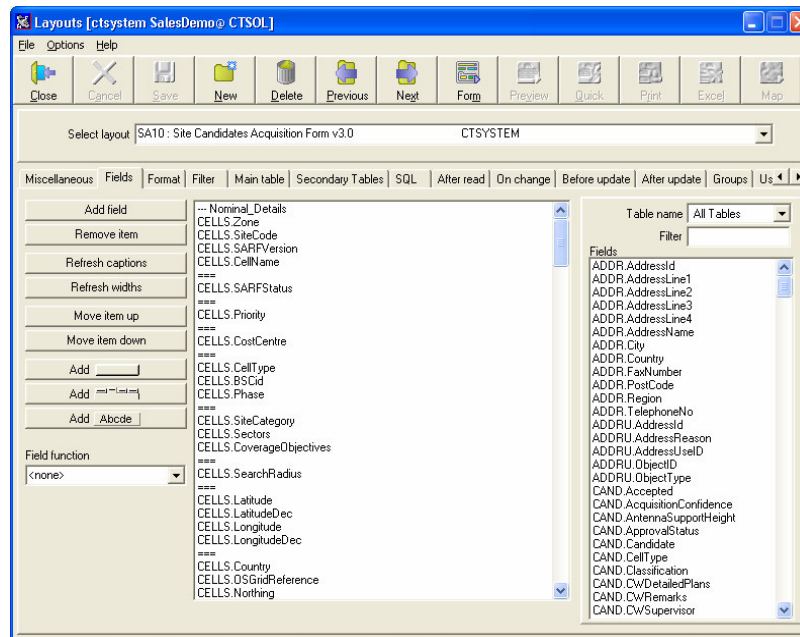 Layouts [ctsystem SalesDemo@ CTSOL]
File Options Help
Close Cancel Save New Delete Previous Next Form Preview Quick Print Excel Map
Select layout SA10 : Site Candidates Acquisition Form v3.0 CTSYSTEM
Miscellaneous Fields Format Filter Main table Secondary Tables SQL After read On change Before update After update Groups Us
Add field
Remove item
Refresh captions
Refresh widths
Move item up
Move item down
Add
Add
Add Abcde
Field function
<none>
--- Nominal_Details
CELLS.Zone
CELLS.SiteCode
CELLS.SARFVersion
CELLS.CellName
===
CELLS.SARFStatus
===
CELLS.Priority
===
CELLS.CostCentre
===
CELLS.CellType
CELLS.BSCid
CELLS.Phase
===
CELLS.SiteCategory
CELLS.Sectors
CELLS.CoverageObjectives
===
CELLS.SearchRadius
===
CELLS.Latitude
CELLS.LatitudeDec
CELLS.Longitude
CELLS.LongitudeDec
===
CELLS.Country
CELLS.OSGridReference
CELLS.Northing
Table name All Tables
Filter
Fields
ADDR.AddressId
ADDR.AddressLine1
ADDR.AddressLine2
ADDR.AddressLine3
ADDR.AddressLine4
ADDR.AddressName
ADDR.City
ADDR.Country
ADDR.FaxNumber
ADDR.PostCode
ADDR.Region
ADDR.TelephoneNo
ADDRU.AddressId
ADDRU.AddressReason
ADDRU.AddressUseID
ADDRU.ObjectID
ADDRU.ObjectType
CAND.Accepted
CAND.AcquisitionConfidence
CAND.AntennaSupportHeight
CAND.ApprovalStatus
CAND.Candidate
CAND.CellType
CAND.Classification
CAND.CWDetailedPlans
CAND.CWRemarks
CAND.CWSupervisor